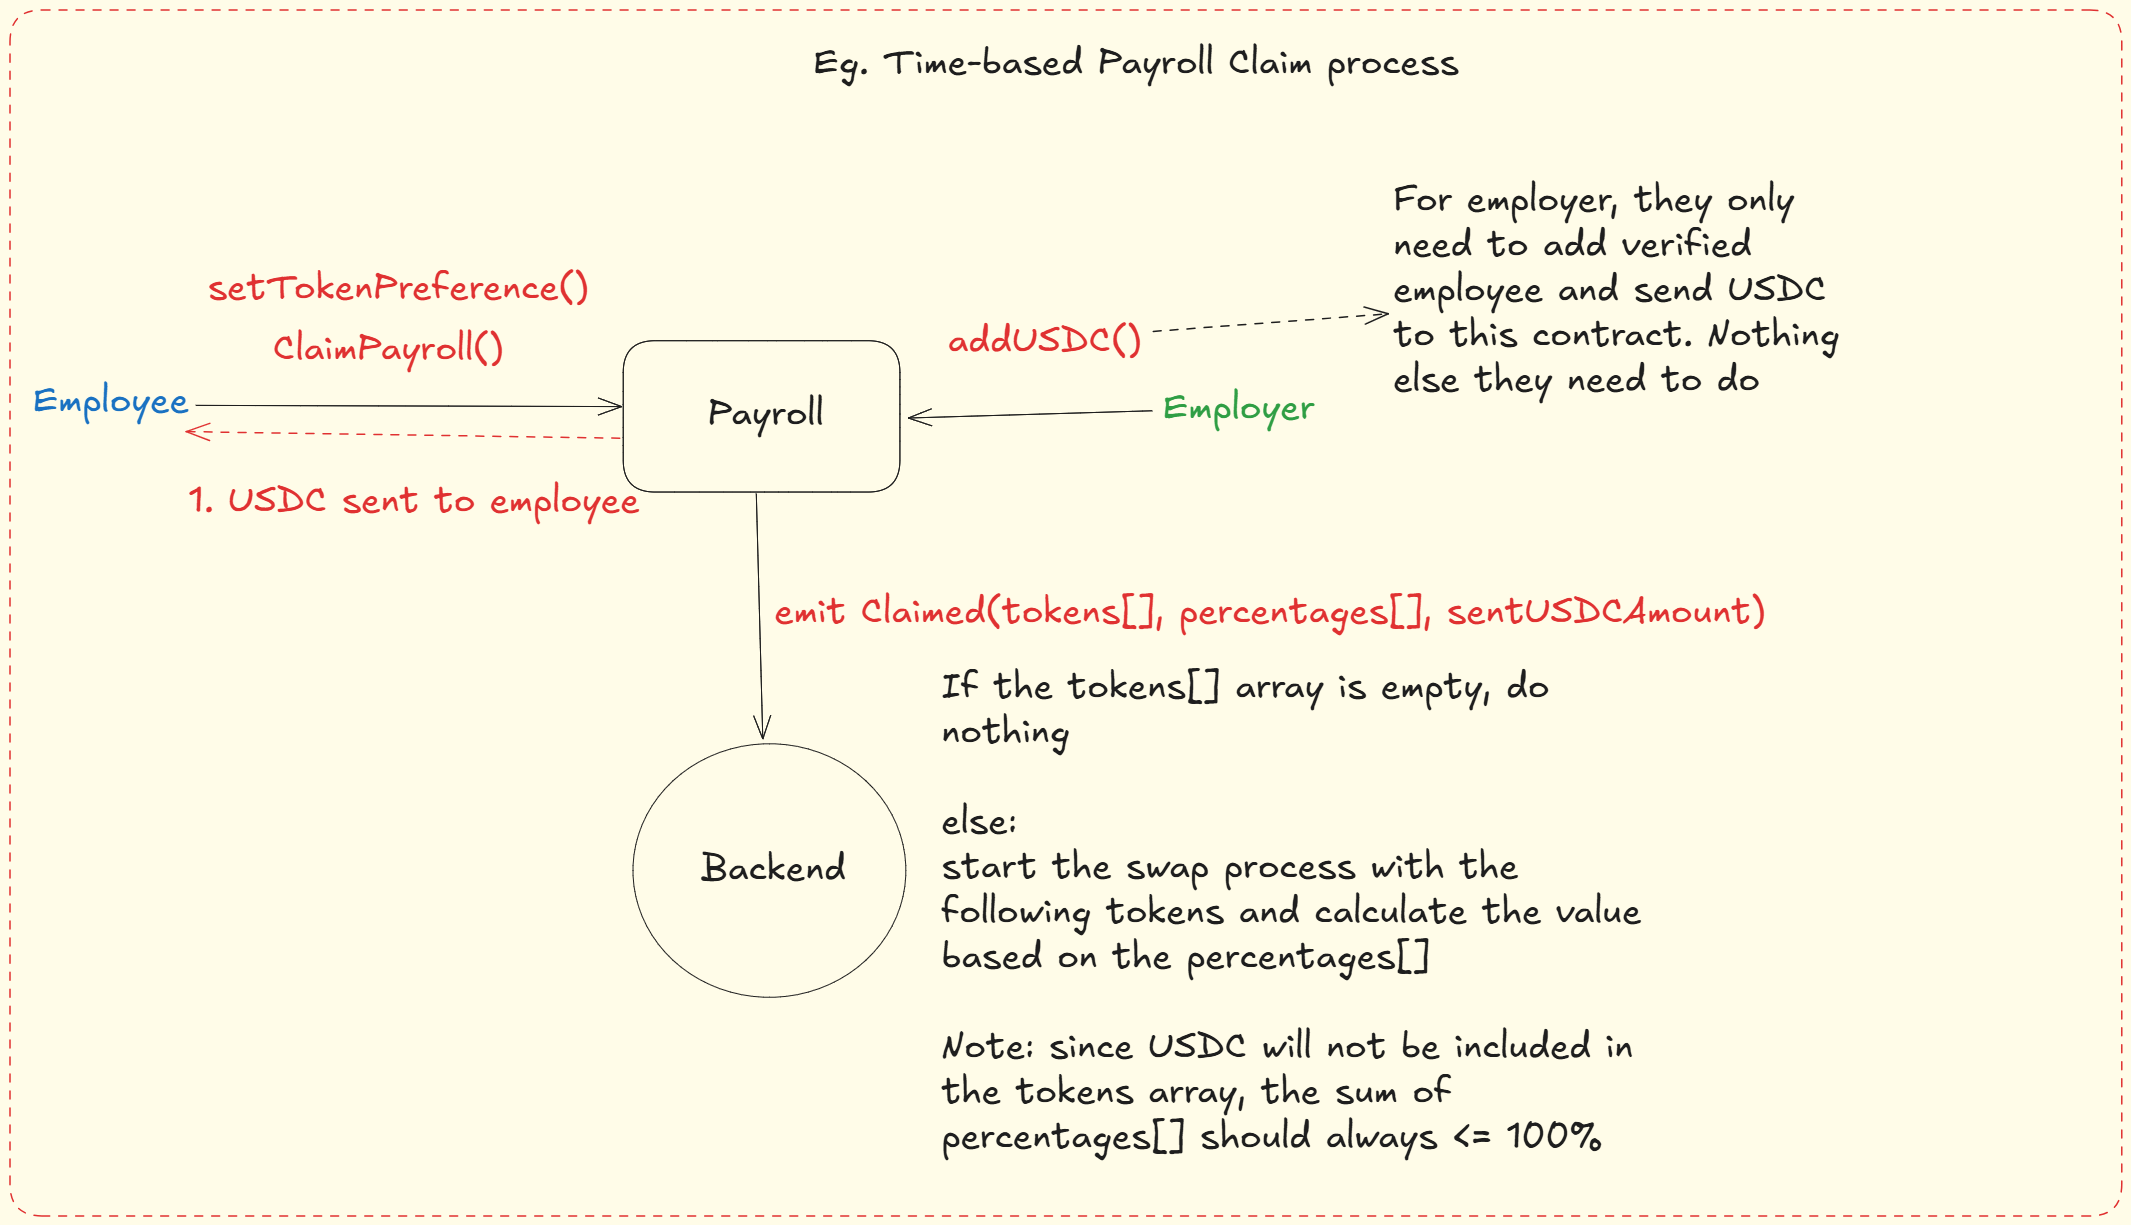 Eg. Time-based Payroll Claim process
setTokenPreference()
ClaimPayroll()
Employee
1. USDC sent to employee
Payroll
addUSDC()
Employer
For employer, they only
need to add verified
employee and send USDC
to this contract. Nothing
else they need to do
emit Claimed(tokens[], percentages[], sentUSDCAmount)
Backend
If the tokens[] array is empty, do
nothing
else:
start the swap process with the
following tokens and calculate the value
based on the percentages[]
Note: since USDC will not be included in
the tokens array, the sum of
percentages[] should always <= 100%